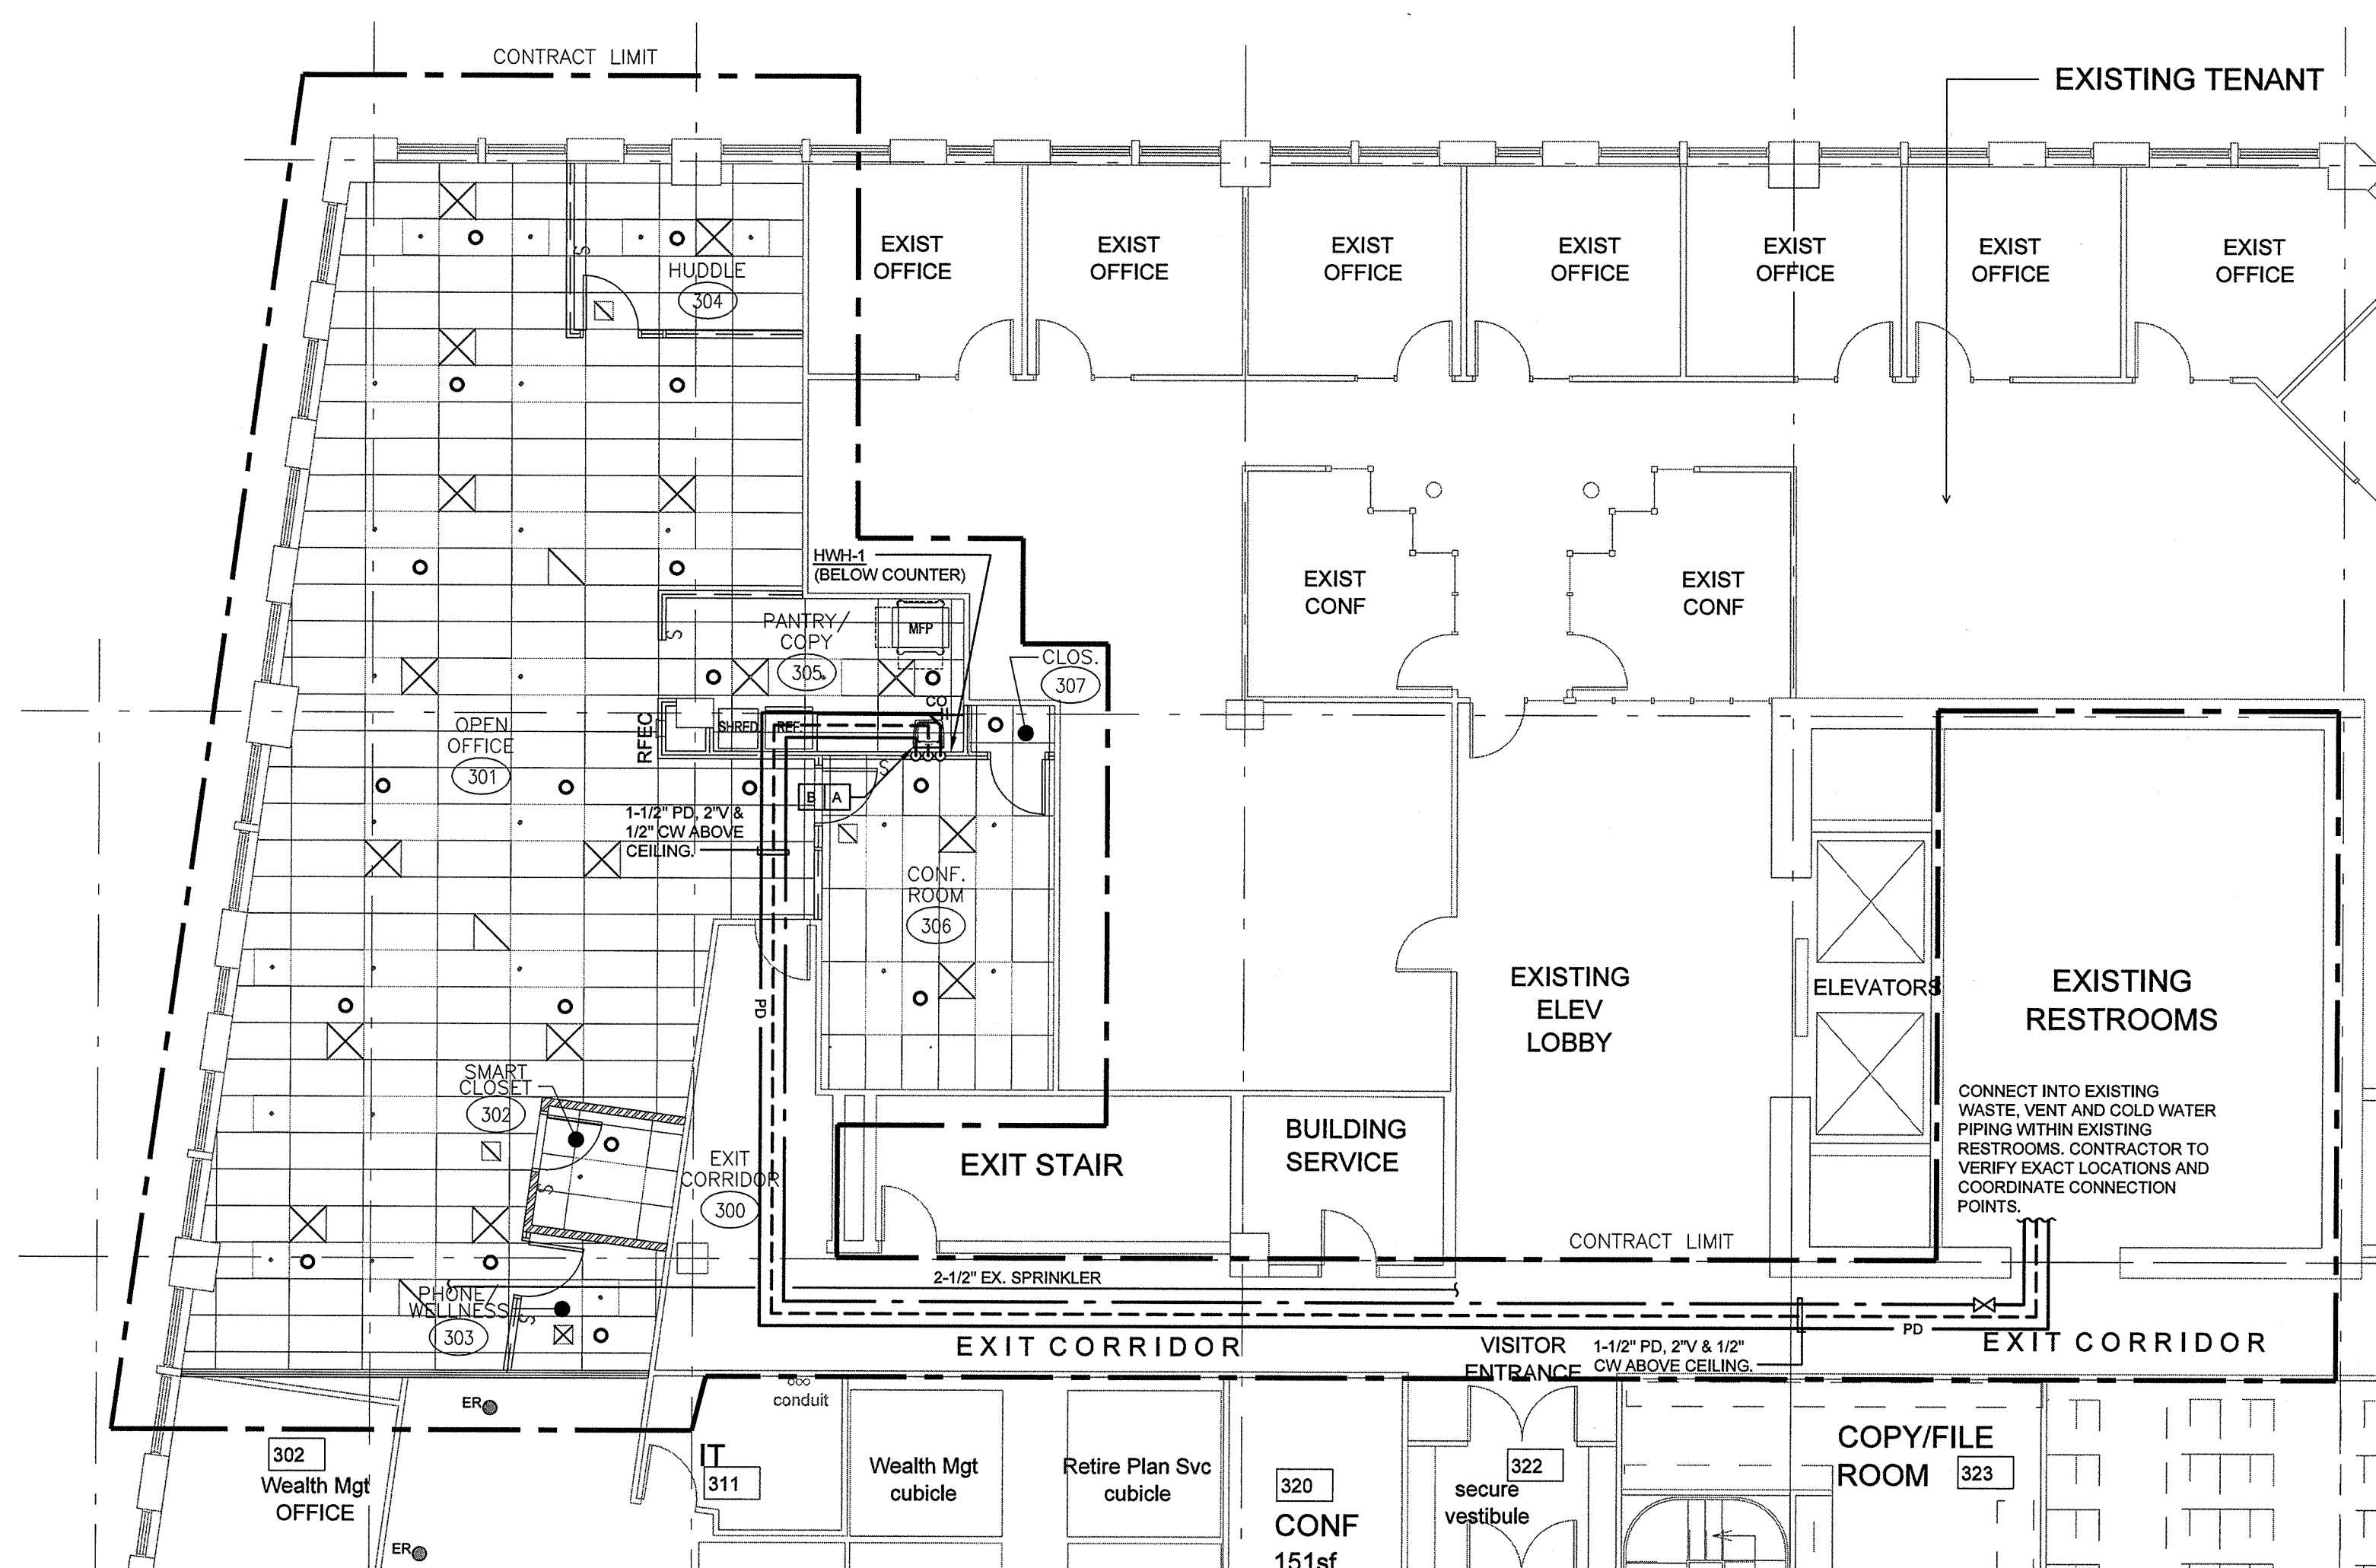 CONTRACT LIMIT
EXISTING TENANT
EXIST
OFFICE
EXIST
OFFICE
EXIST
OFFICE
EXIST
OFFICE
EXIST
OFFICE
EXIST
OFFICE
EXIST
OFFICE
S
HUDDLE
304
HWH-1
(BELOW COUNTER)
EXIST
CONF
EXIST
CONF
PANTRY/
COPY
305
MFP
S
CLOS.
307
CO
SHRED
REF.
RFEC
OPEN
OFFICE
301
S
B A
1-1/2" PD, 2"V &
1/2" CW ABOVE
CEILING.
CONF.
ROOM
306
PD
EXISTING
ELEV
LOBBY
ELEVATORS
EXISTING
RESTROOMS
SMART
CLOSET
302
S
CONNECT INTO EXISTING
WASTE, VENT AND COLD WATER
PIPING WITHIN EXISTING
RESTROOMS. CONTRACTOR TO
VERIFY EXACT LOCATIONS AND
COORDINATE CONNECTION
POINTS.
EXIT
CORRIDOR
300
EXIT STAIR
BUILDING
SERVICE
CONTRACT LIMIT
2-1/2" EX. SPRINKLER
PHONE/
WELLNESS
303
S
PD
EXIT CORRIDOR
VISITOR
ENTRANCE
1-1/2" PD, 2"V & 1/2"
CW ABOVE CEILING.
EXIT CORRIDOR
conduit
ER
302
Wealth Mgt
OFFICE
IT
311
Wealth Mgt
cubicle
Retire Plan Svc
cubicle
320
CONF
151sf
322
secure
vestibule
COPY/FILE
ROOM 323
ER